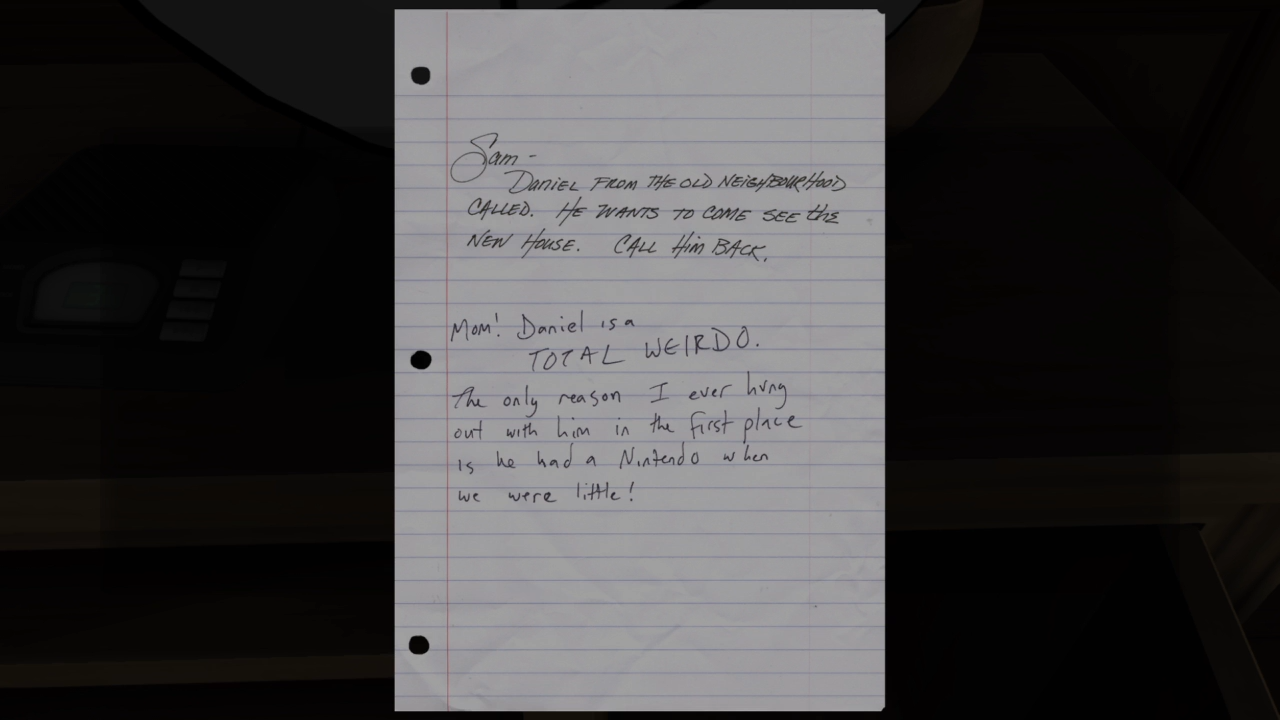 Sam -
DANIEL FROM THE OLD NEIGHBOURHOOD
CALLED. HE WANTS TO COME SEE the
NEW HOUSE. CALL HIM BACK.
Mom! Daniel is a
TOTAL WEIRDO.
The only reason I ever hung
out with him in the first place
is he had a Nintendo when
we were little!